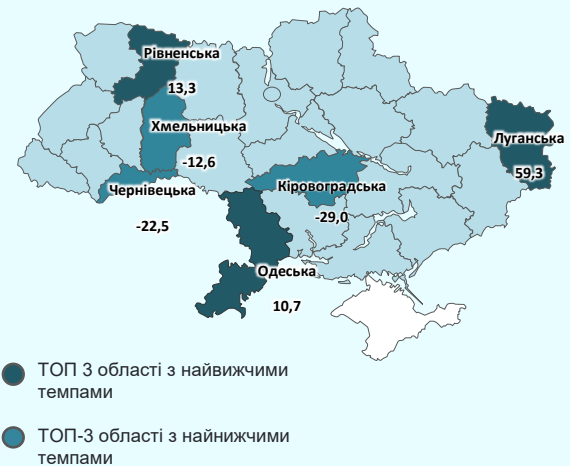 Рівненська
13,3
Хмельницька
-12,6
Луганська
59,3
Чернівецька
-22,5
Кіровоградська
-29,0
Одеська
10,7
ТОП 3 області з найвижчими
темпами
ТОП-3 області з найнижчими
темпами